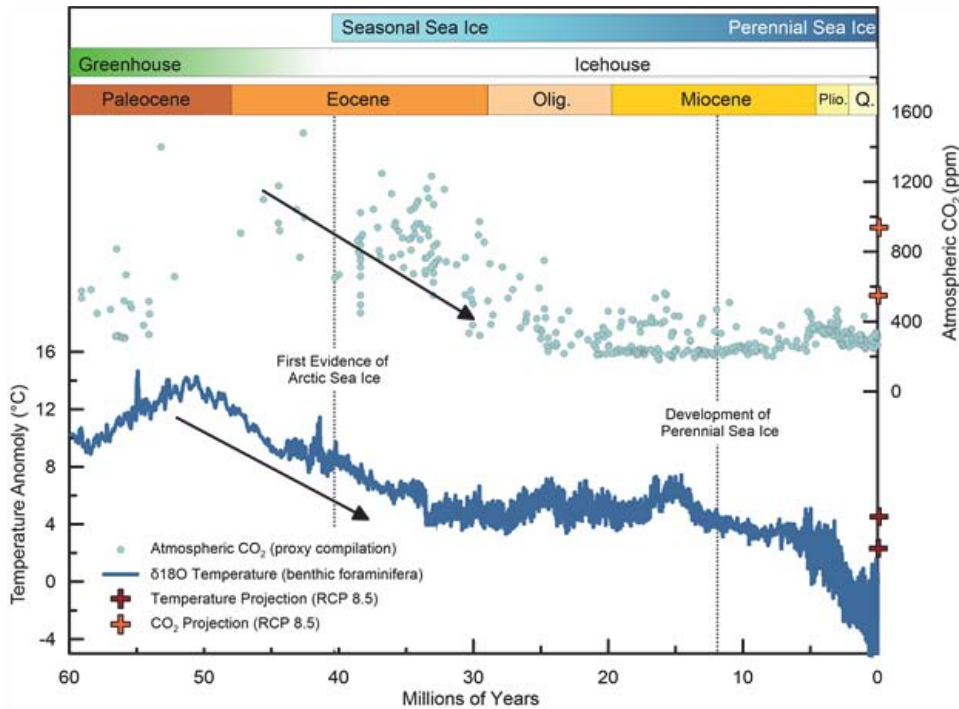 Seasonal Sea Ice Perennial Sea Ice
Greenhouse Icehouse
Paleocene Eocene Olig. Miocene Plio. Q.
1600
1200
800
400
0
Atmospheric CO₂ (ppm)
First Evidence of
Arctic Sea Ice
Development of
Perennial Sea Ice
16
12
8
4
0
-4
Temperature Anomoly (°C)
Atmospheric CO₂ (proxy compilation)
δ18O Temperature (benthic foraminifera)
Temperature Projection (RCP 8.5)
CO₂ Projection (RCP 8.5)
60 50 40 30 20 10 0
Millions of Years